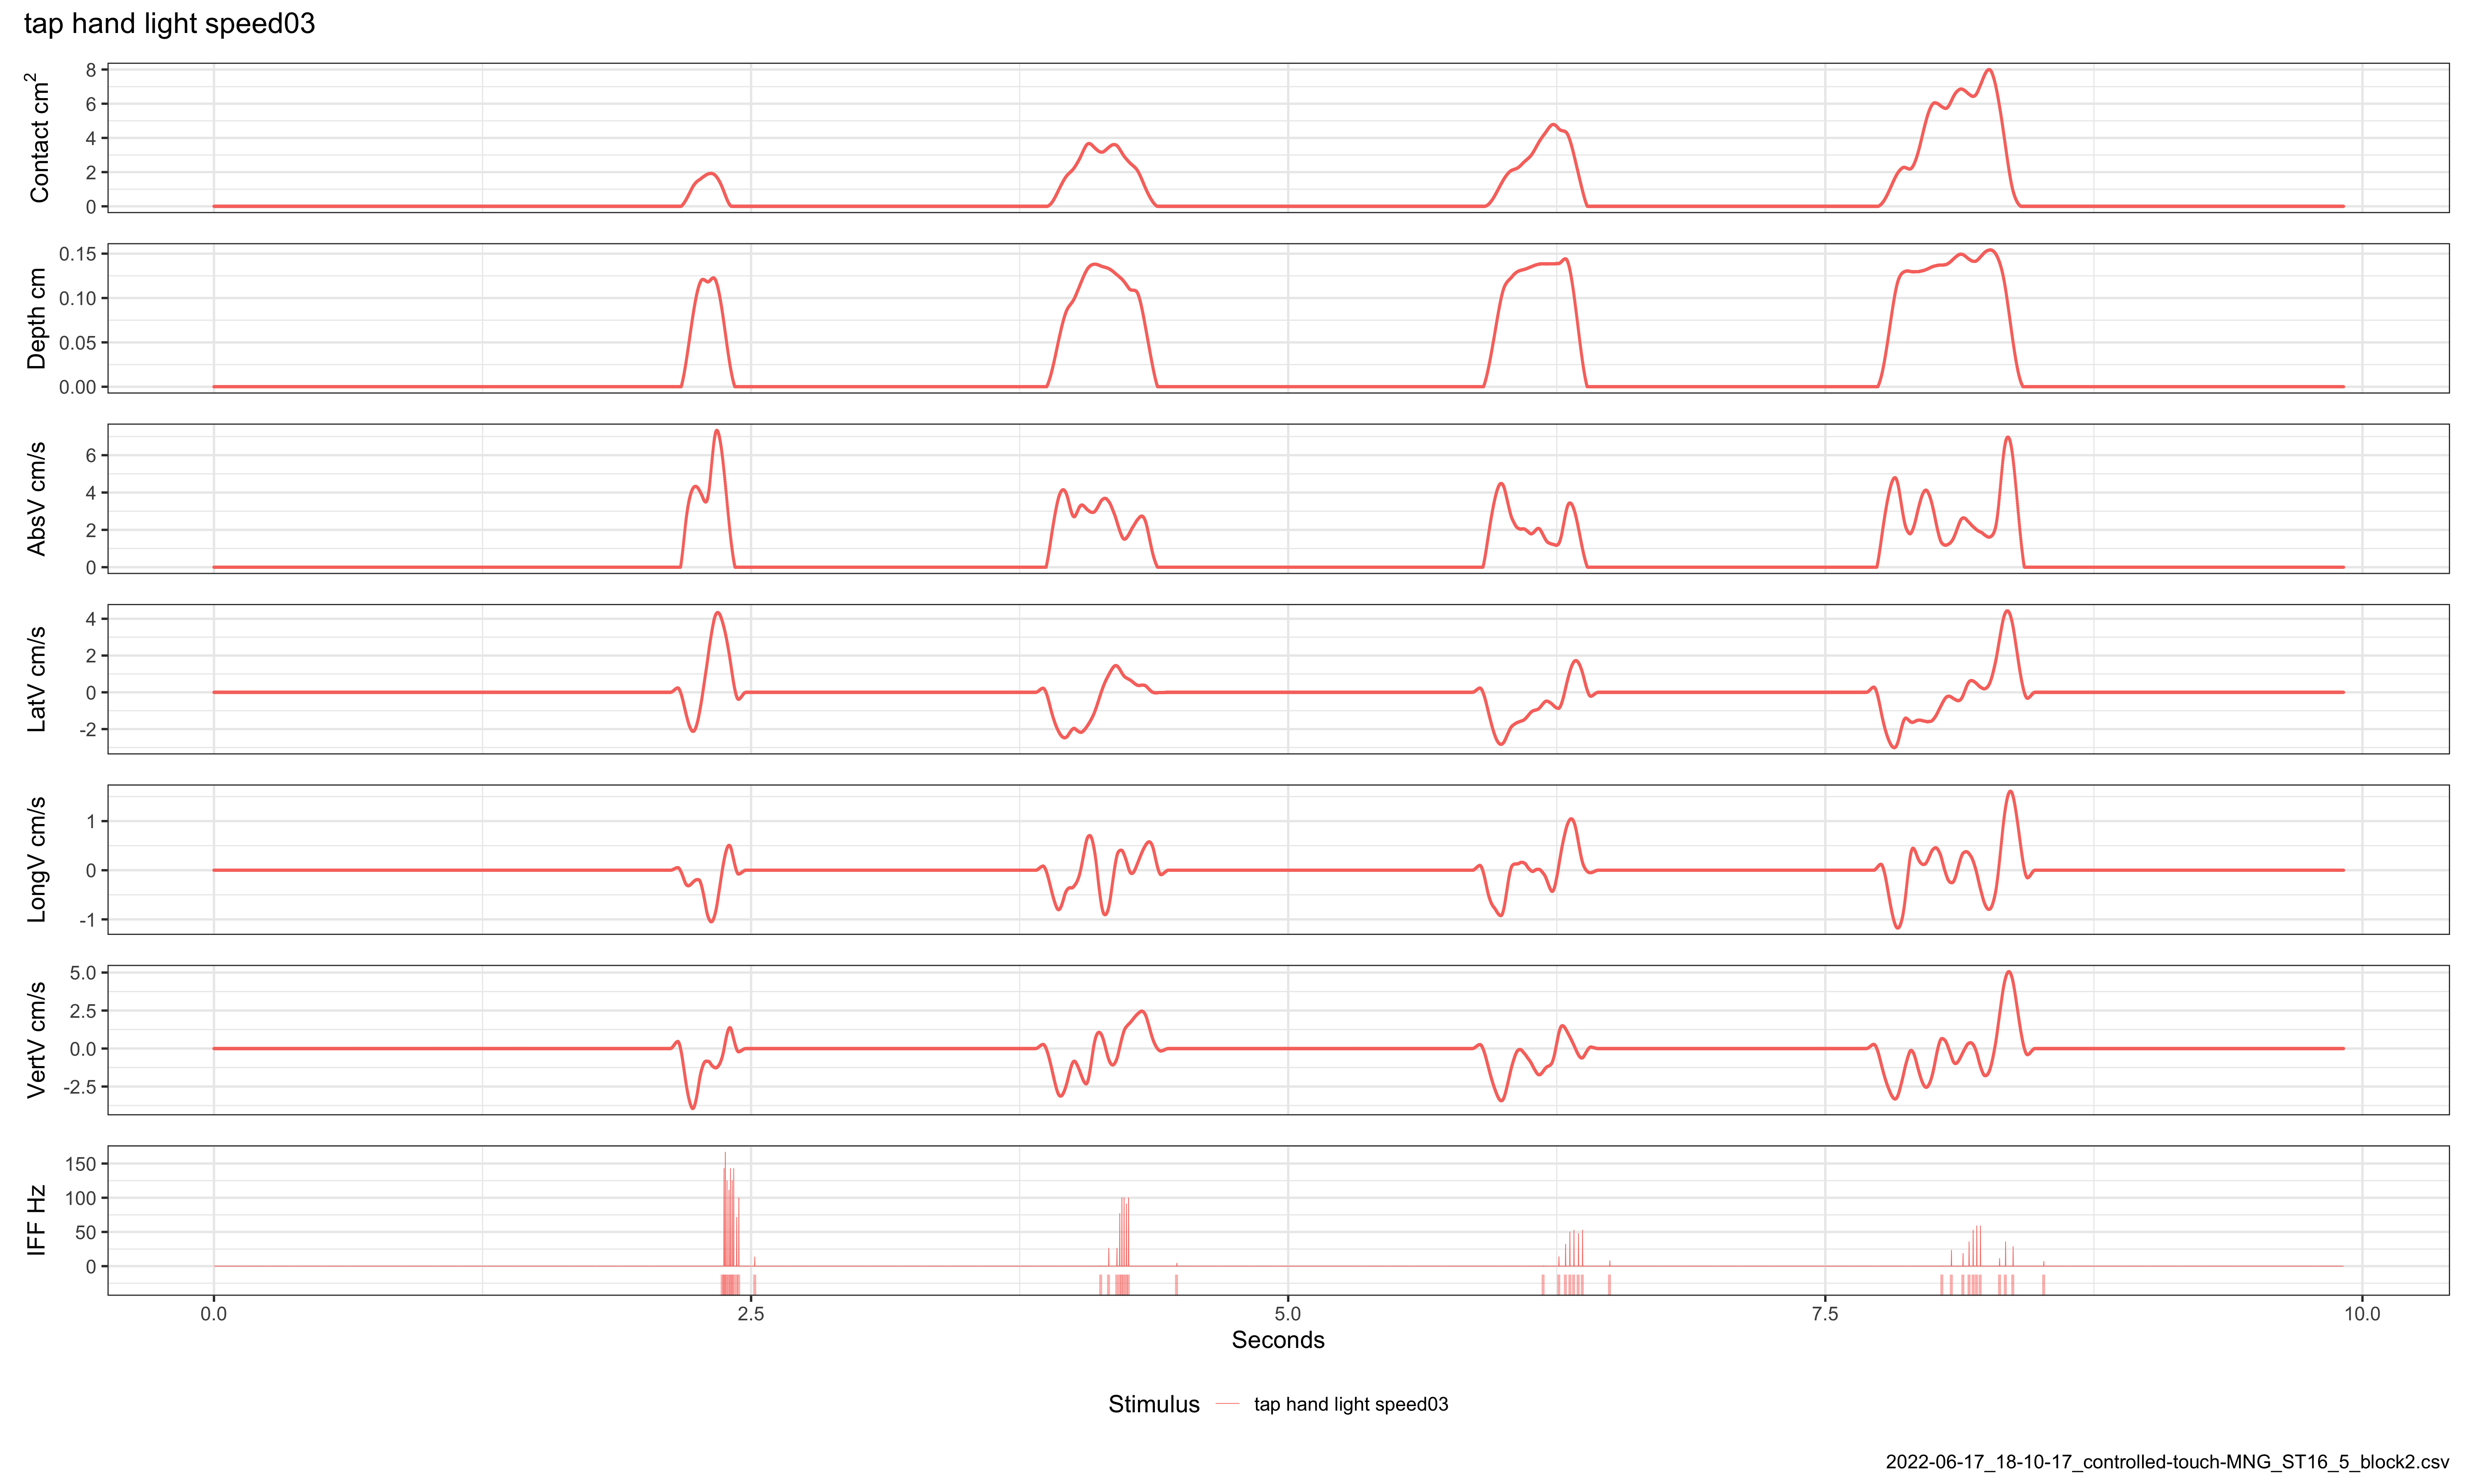 tap hand light speed03
Contact cm²
8
6
4
2
0
Depth cm
0.15
0.10
0.05
0.00
AbsV cm/s
6
4
2
0
LatV cm/s
4
2
0
-2
LongV cm/s
1
0
-1
VertV cm/s
5.0
2.5
0.0
-2.5
IFF Hz
150
100
50
0
0.0 2.5 5.0 7.5 10.0
Seconds
Stimulus tap hand light speed03
2022-06-17_18-10-17_controlled-touch-MNG_ST16_5_block2.csv